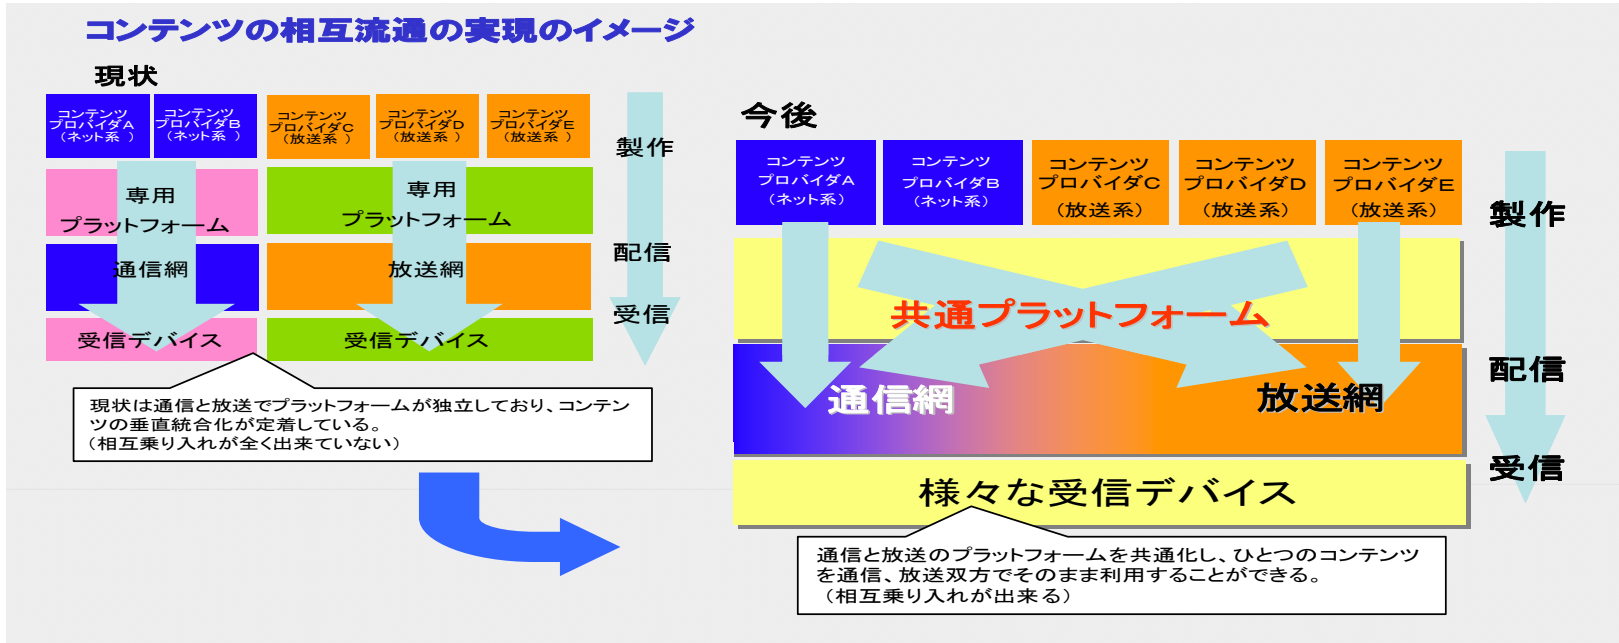 コンテンツの相互流通の実現のイメージ
現状
コンテンツ
プロバイダA
（ネット系 ）
コンテンツ
プロバイダB
（ネット系 ）
コンテンツ
プロバイダC
（放送系 ）
コンテンツ
プロバイダD
（放送系 ）
コンテンツ
プロバイダE
（放送系 ）
製作
専用
プラットフォーム
専用
プラットフォーム
通信網
放送網
配信
受信デバイス
受信デバイス
受信
現状は通信と放送でプラットフォームが独立しており、コンテン
ツの垂直統合化が定着している。
（相互乗り入れが全く出来ていない）
今後
コンテンツ
プロバイダA
（ネット系）
コンテンツ
プロバイダB
（ネット系）
コンテンツ
プロバイダC
（放送系）
コンテンツ
プロバイダD
（放送系）
コンテンツ
プロバイダE
（放送系）
製作
共通プラットフォーム
通信網
放送網
配信
様々な受信デバイス
受信
通信と放送のプラットフォームを共通化し、ひとつのコンテンツ
を通信、放送双方でそのまま利用することができる。
（相互乗り入れが出来る）